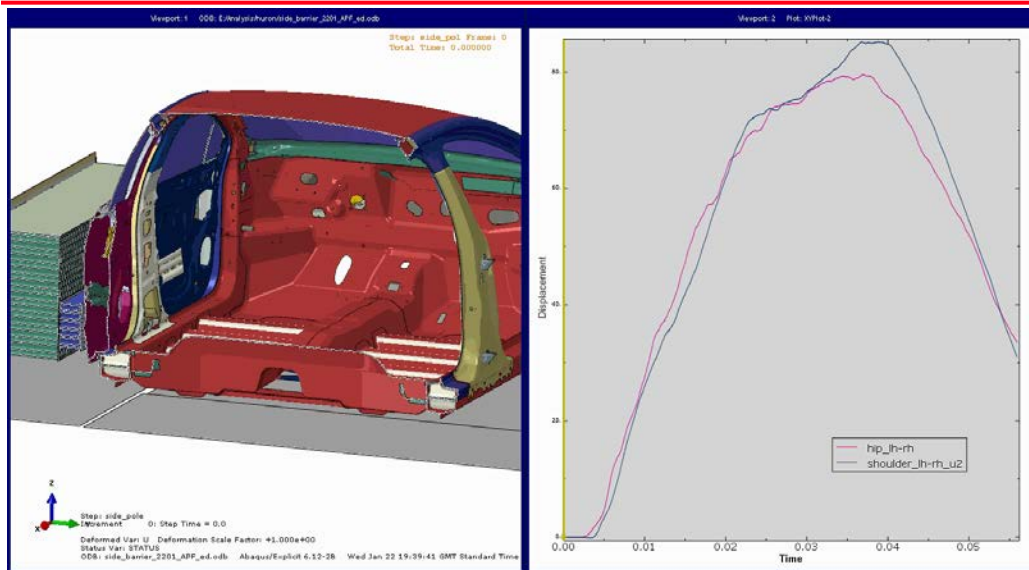 Viewport: 1 ODB: E:/Analysis/huron/side_barrier_2201_APF_ed.odb
Step: side_pol Frame: 0
Total Time: 0.000000
z
x
Step: side_pole
Increment 0: Step Time = 0.0
Deformed Var: U Deformation Scale Factor: +1.000e+00
Status Var: STATUS
ODB: side_barrier_2201_APF_ed.odb Abaqus/Explicit 6.12-28 Wed Jan 22 19:39:41 GMT Standard Time
Viewport: 2 Plot: XYPlot-2
80.
60.
40.
20.
0.
Displacement
hip_lh-rh
shoulder_lh-rh_u2
0.00 0.01 0.02 0.03 0.04 0.05
Time